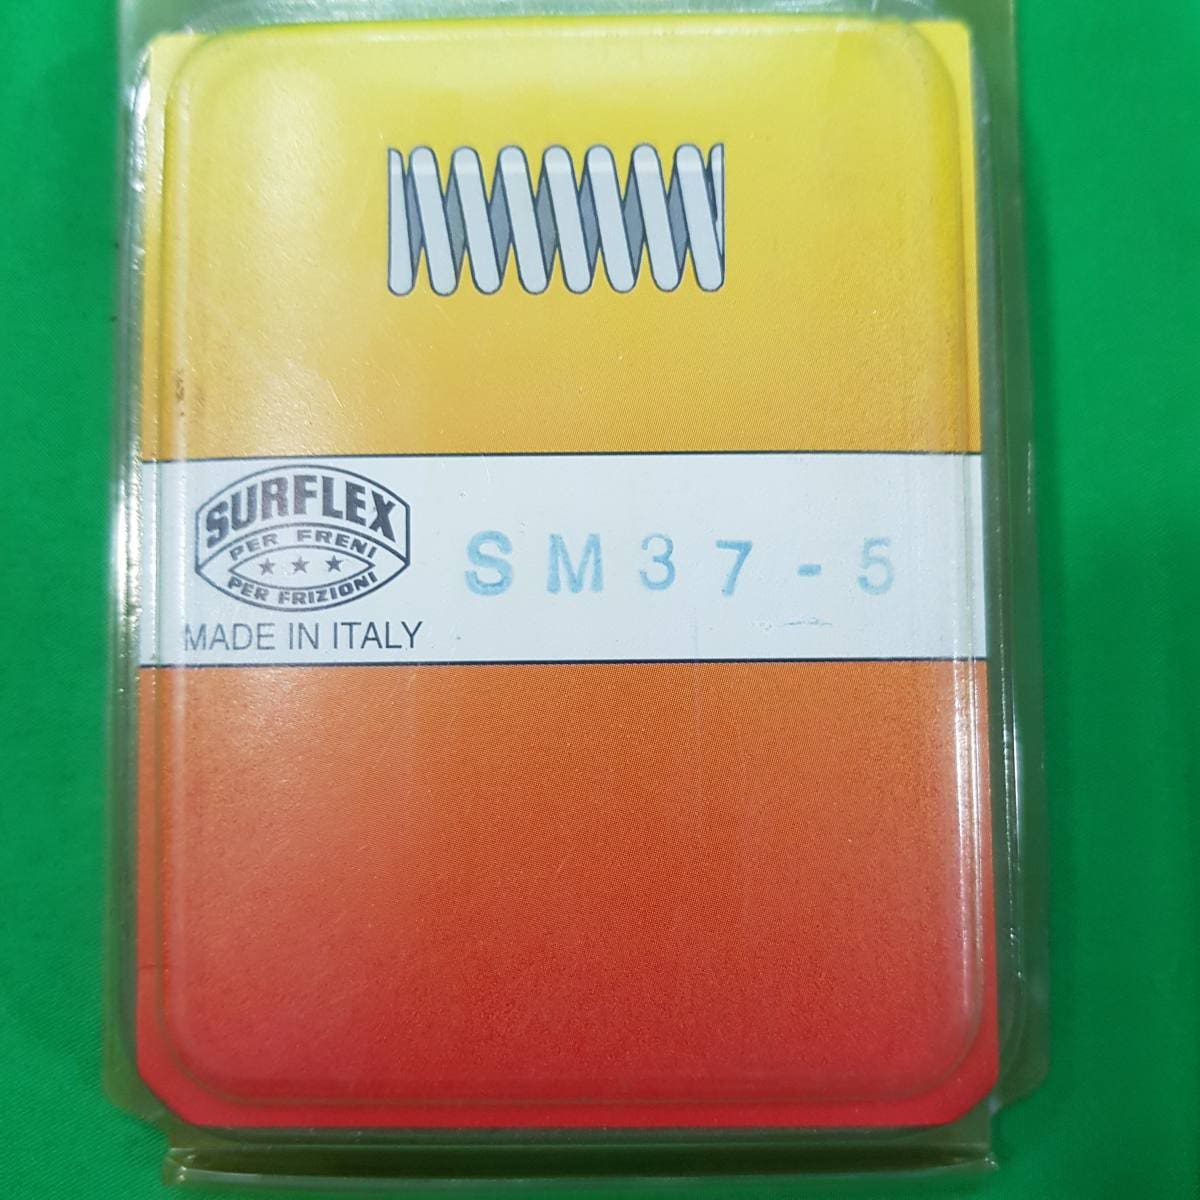 SURFLEX
PER FRENI
PER FRIZIONI
MADE IN ITALY
SM37-5